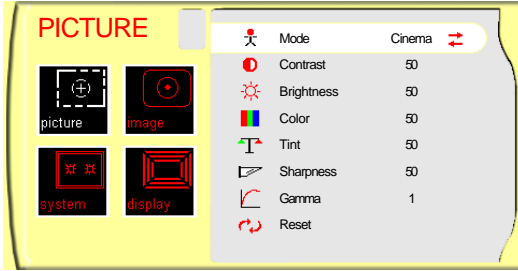 PICTURE
picture
image
system
display
Mode Cinema
Contrast 50
Brightness 50
Color 50
Tint 50
Sharpness 50
Gamma 1
Reset